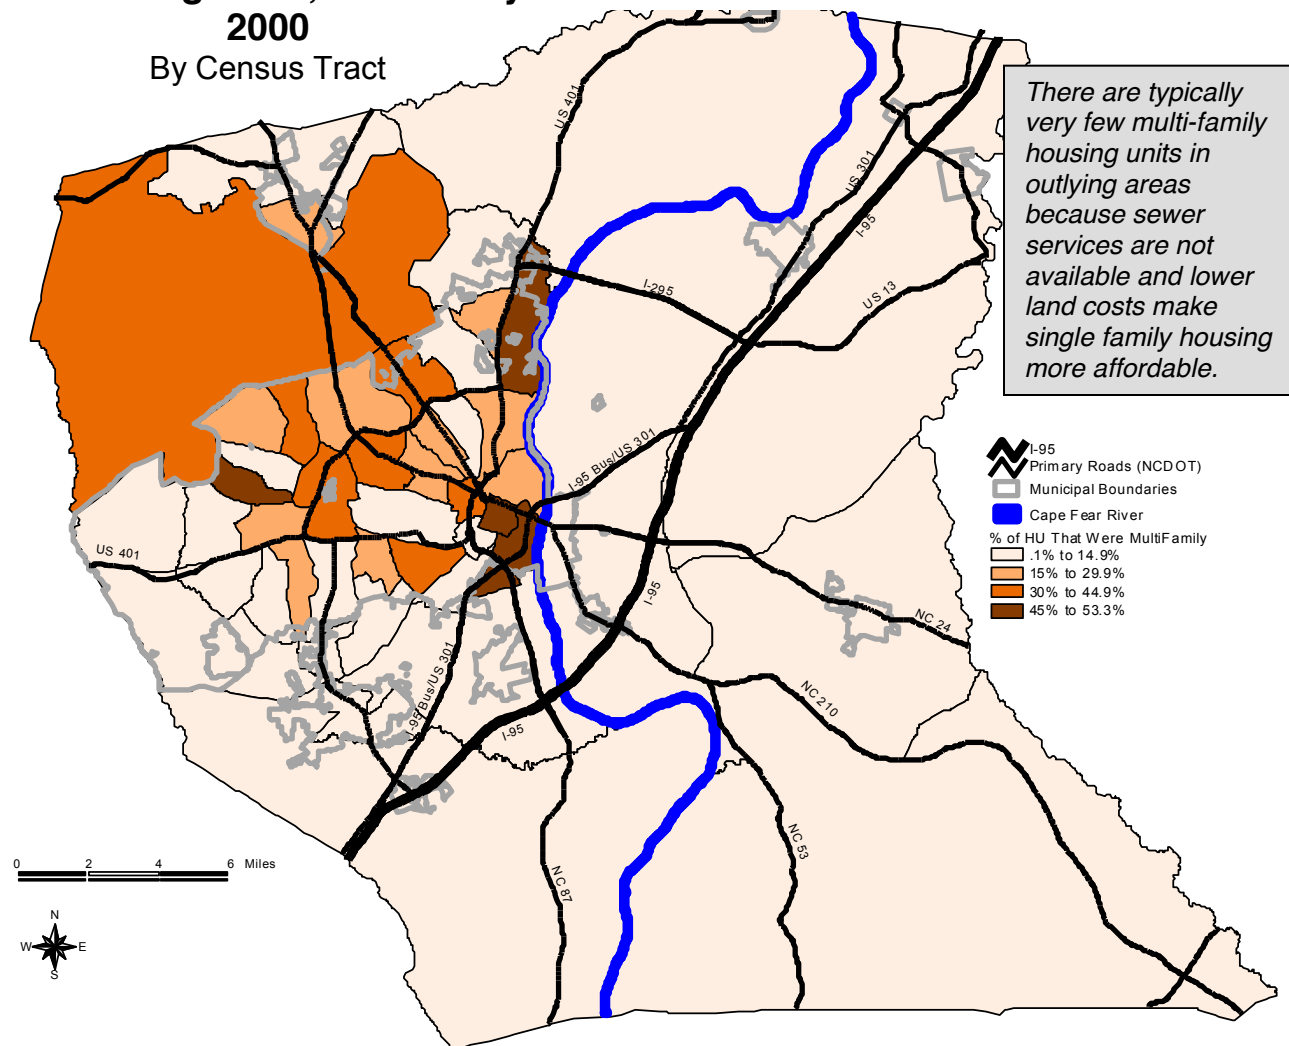 2000
By Census Tract
There are typically
very few multi-family
housing units in
outlying areas
because sewer
services are not
available and lower
land costs make
single family housing
more affordable.
US 401
US 301
I-95
I-295
US 13
I-95 Bus/US 301
US 401
I-95
NC 24
I-95 Bus/US 301
NC 210
I-95
NC 53
NC 87
I-95
Primary Roads (NCDOT)
Municipal Boundaries
Cape Fear River
% of HU That Were MultiFamily
.1% to 14.9%
15% to 29.9%
30% to 44.9%
45% to 53.3%
0 2 4 6 Miles
N
W E
S